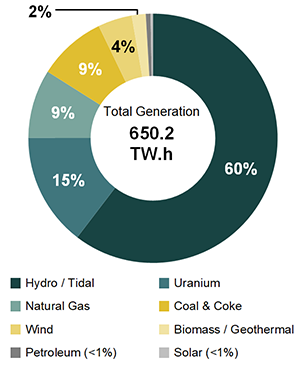 2%
4%
9%
9%
15%
60%
Total Generation
650.2
TW.h
Hydro / Tidal
Uranium
Natural Gas
Coal & Coke
Wind
Biomass / Geothermal
Petroleum (<1%)
Solar (<1%)